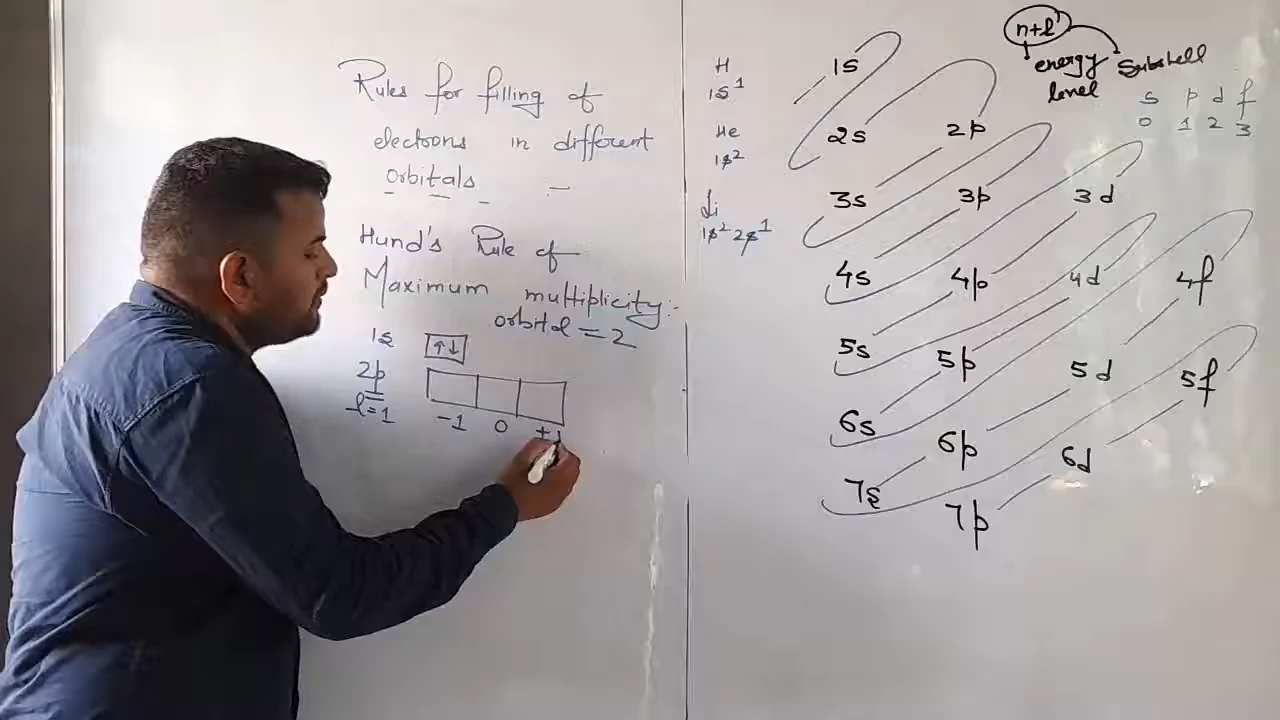 Rules for filling of
electrons in different
orbitals
Hund's Rule of
Maximum multiplicity:-
orbital = 2
1s ↑↓
2p
l=1
-1 0 +1
H
1s¹
He
1s²
Li
1s² 2s¹
n+l
energy level
Subshell
s p d f
0 1 2 3
1s
2s 2p
3s 3p 3d
4s 4p 4d 4f
5s 5p 5d 5f
6s 6p 6d
7s 7p